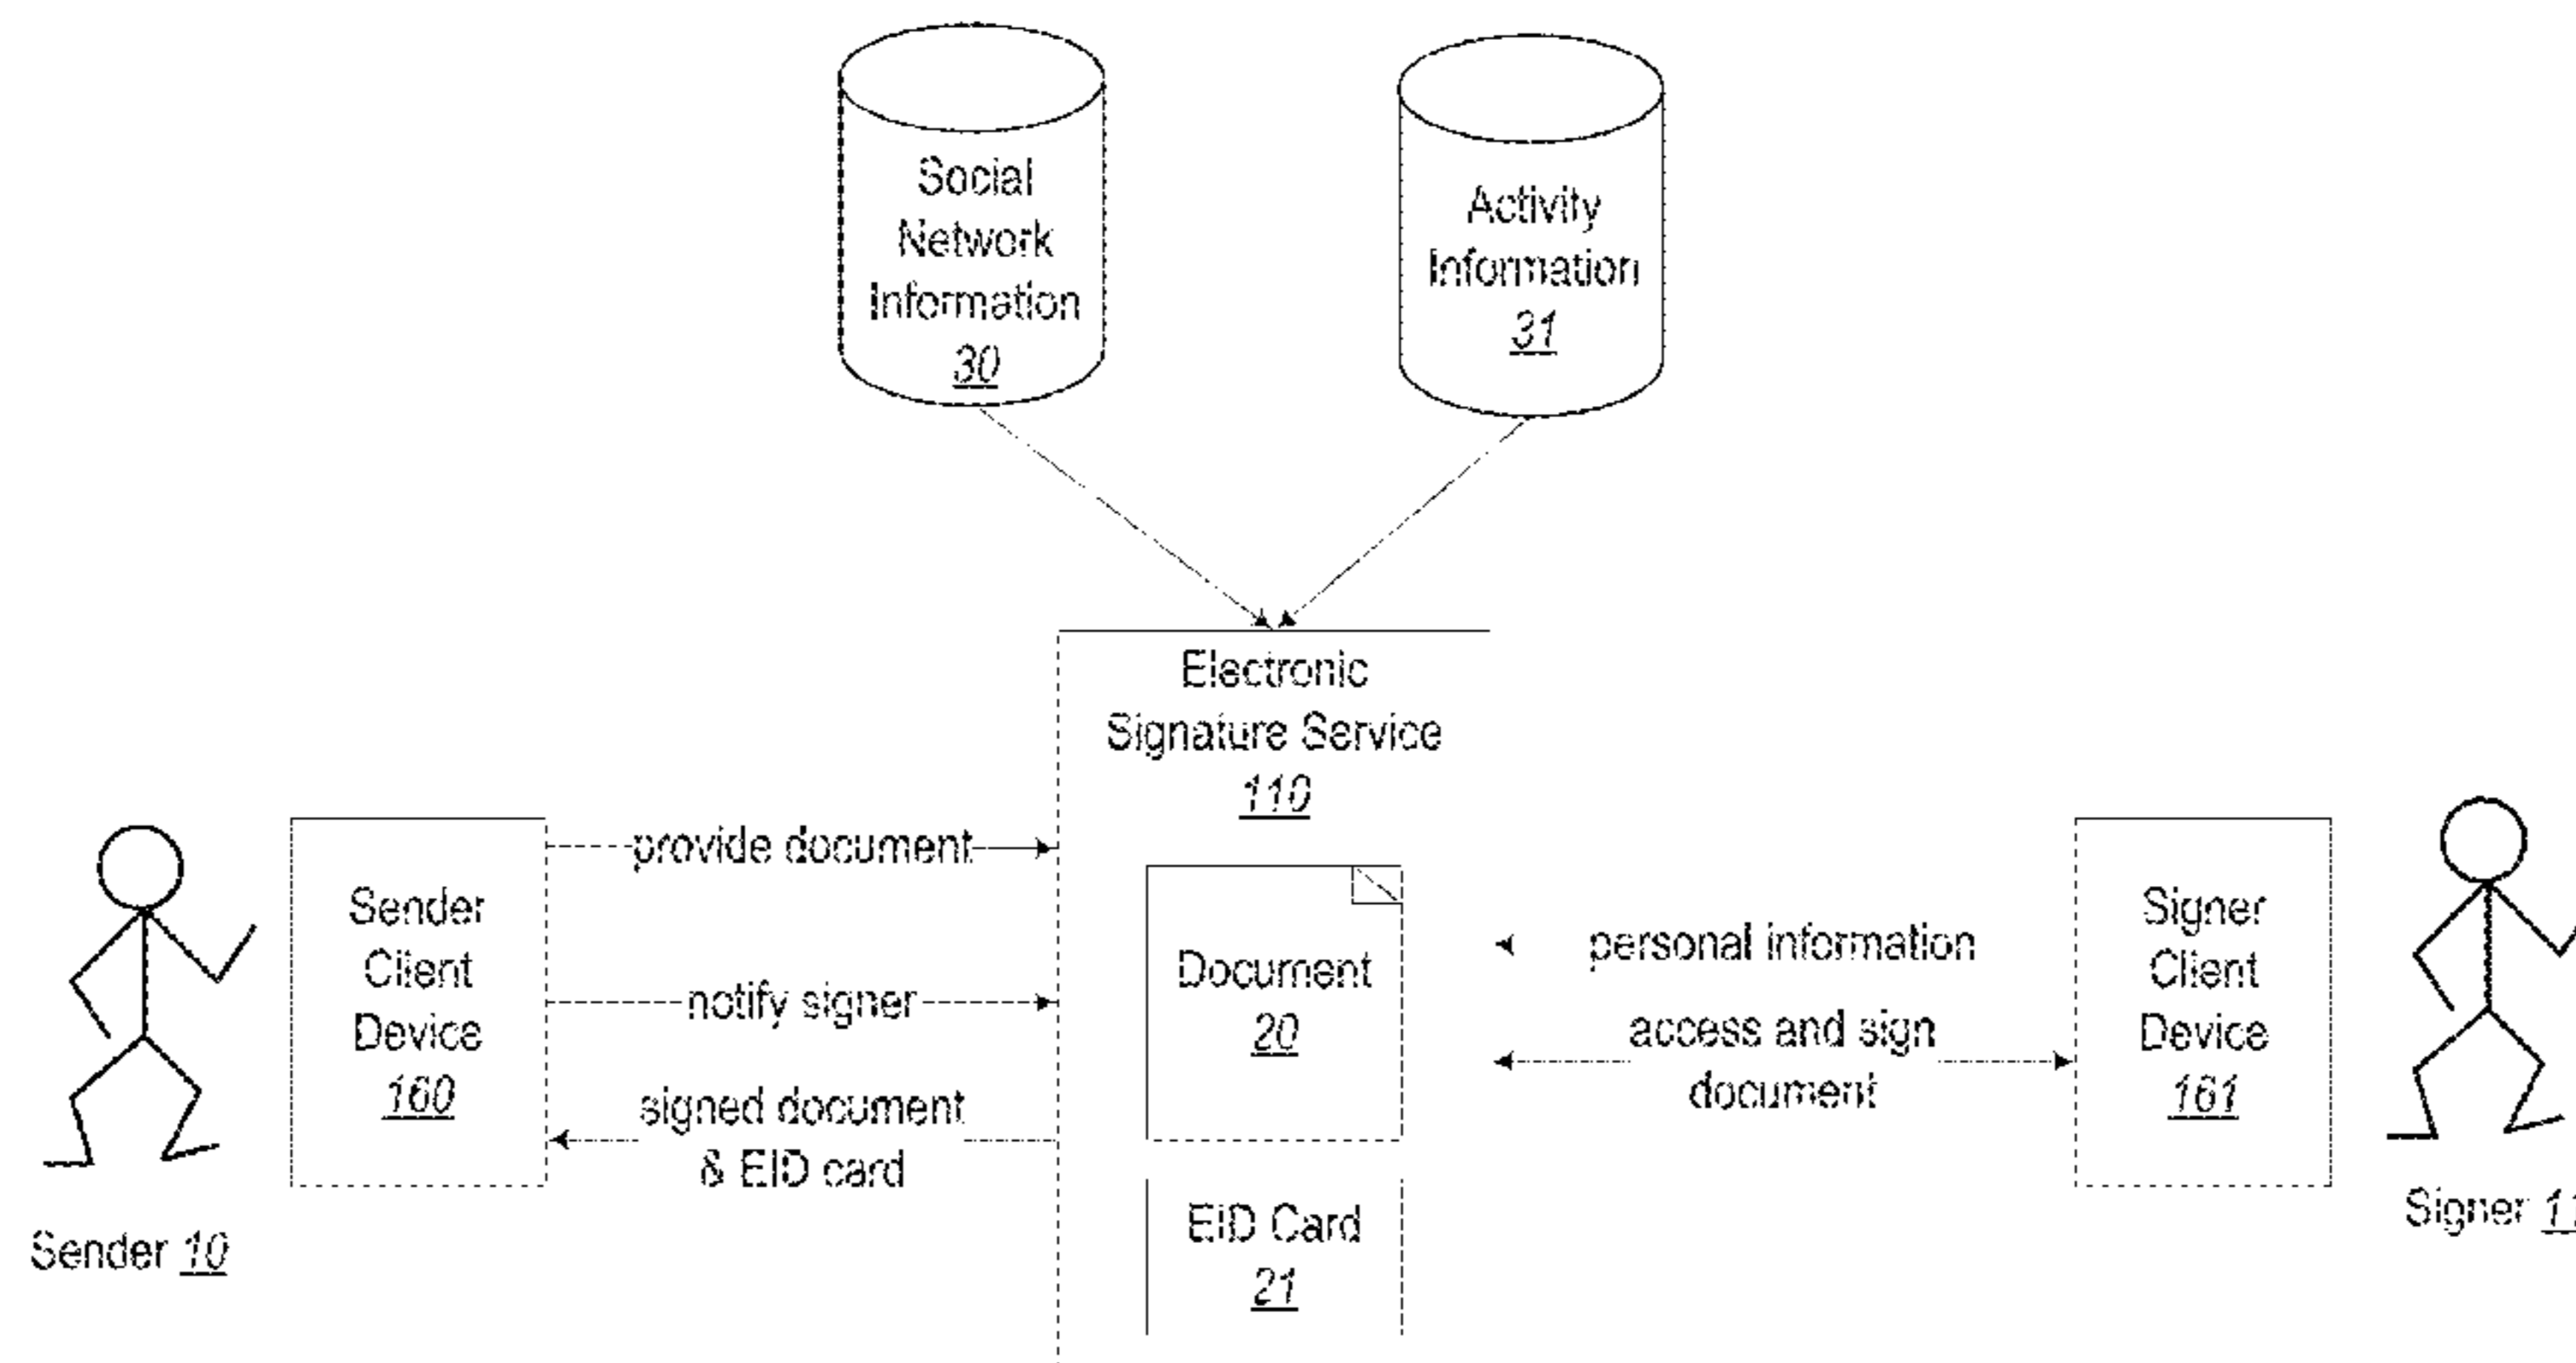 Social
Network
Information
30
Activity
Information
31
Electronic
Signature Service
110
provide document
notify signer
signed document
& EID card
Sender
Client
Device
160
Sender 10
Document
20
EID Card
21
personal information
access and sign
document
Signer
Client
Device
161
Signer 11